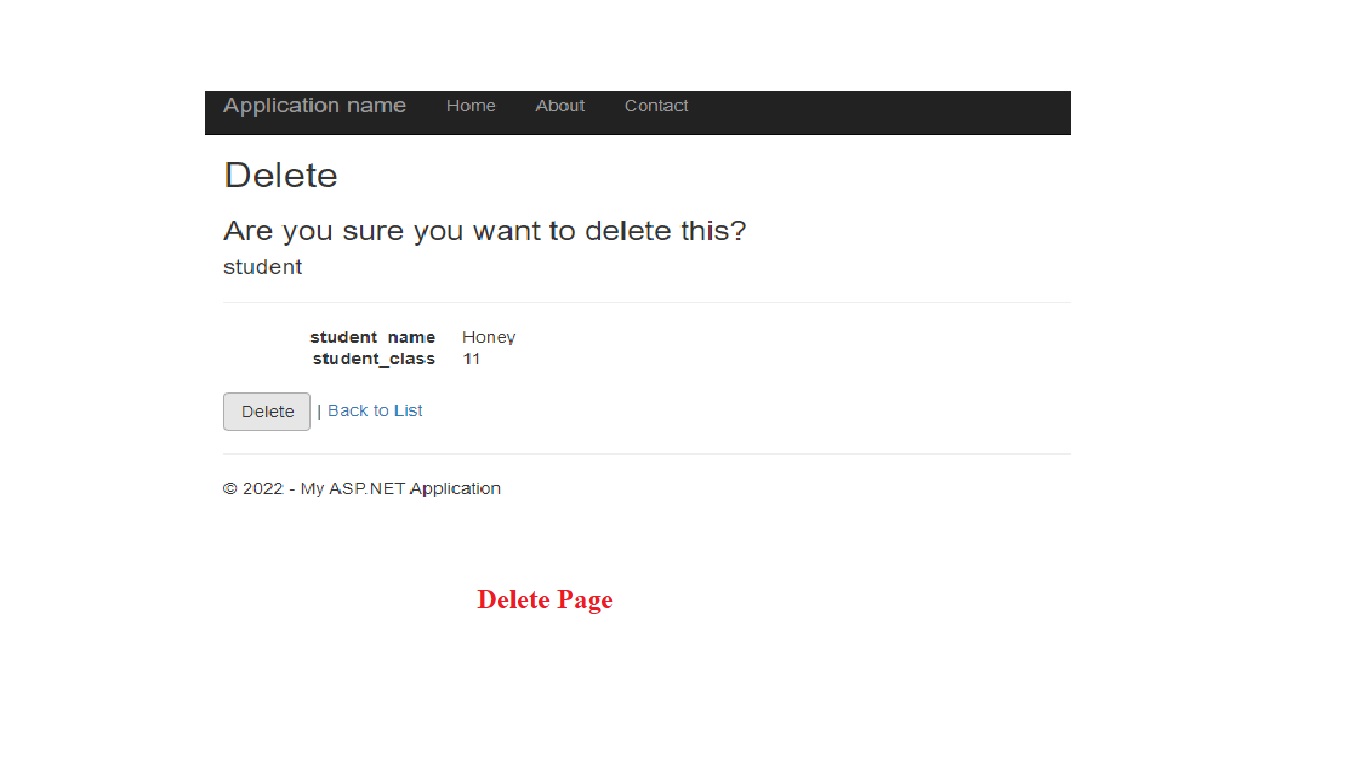 Application name Home About Contact
Delete
Are you sure you want to delete this?
student
student_name Honey
student_class 11
Delete | Back to List
© 2022 - My ASP.NET Application
Delete Page